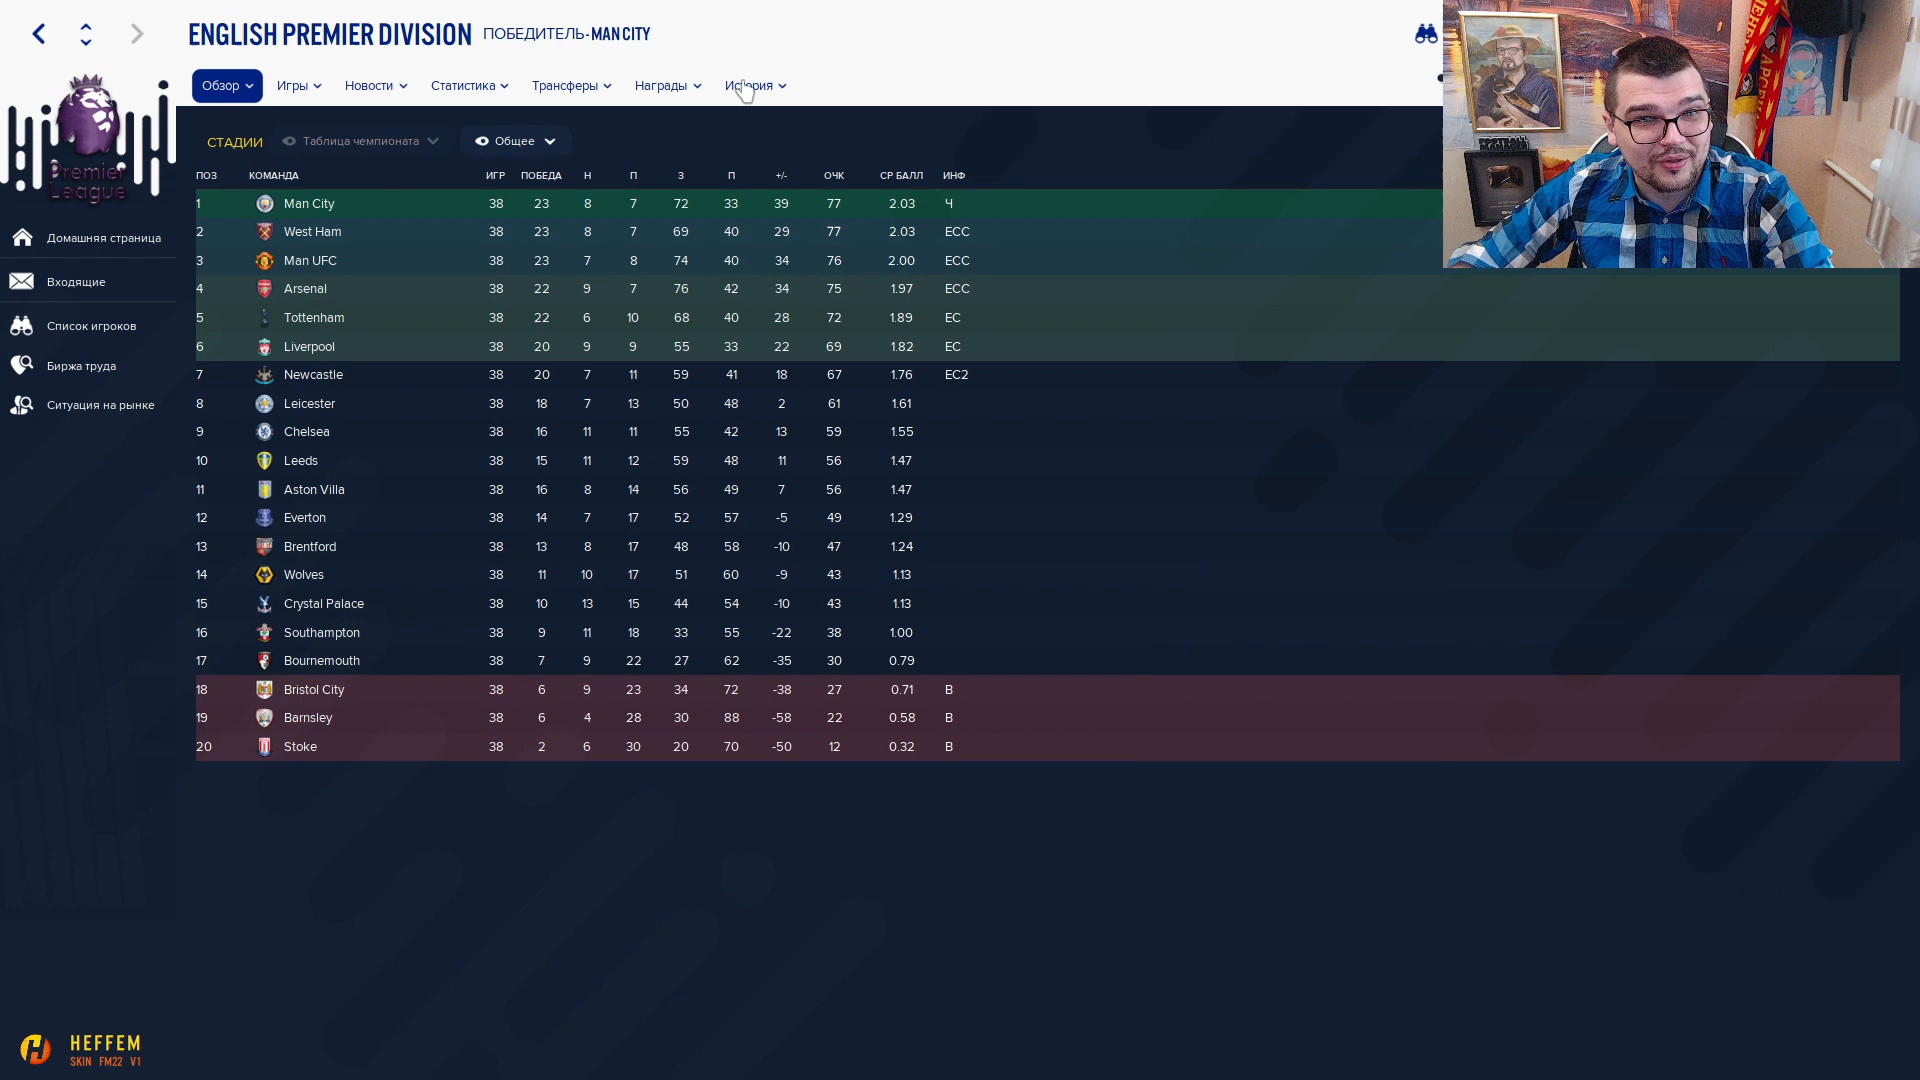 ENGLISH PREMIER DIVISION ПОБЕДИТЕЛЬ - MAN CITY
Обзор Игры Новости Статистика Трансферы Награды История
Premier
League
Домашняя страница
Входящие
Список игроков
Биржа труда
Ситуация на рынке
СТАДИИ Таблица чемпионата Общее
ПОЗ КОМАНДА ИГР ПОБЕДА Н П З П +/- ОЧК СР БАЛЛ ИНФ
1 Man City 38 23 8 7 72 33 39 77 2.03 Ч
2 West Ham 38 23 8 7 69 40 29 77 2.03 ECC
3 Man UFC 38 23 7 8 74 40 34 76 2.00 ECC
4 Arsenal 38 22 9 7 76 42 34 75 1.97 ECC
5 Tottenham 38 22 6 10 68 40 28 72 1.89 EC
6 Liverpool 38 20 9 9 55 33 22 69 1.82 EC
7 Newcastle 38 20 7 11 59 41 18 67 1.76 EC2
8 Leicester 38 18 7 13 50 48 2 61 1.61
9 Chelsea 38 16 11 11 55 42 13 59 1.55
10 Leeds 38 15 11 12 59 48 11 56 1.47
11 Aston Villa 38 16 8 14 56 49 7 56 1.47
12 Everton 38 14 7 17 52 57 -5 49 1.29
13 Brentford 38 13 8 17 48 58 -10 47 1.24
14 Wolves 38 11 10 17 51 60 -9 43 1.13
15 Crystal Palace 38 10 13 15 44 54 -10 43 1.13
16 Southampton 38 9 11 18 33 55 -22 38 1.00
17 Bournemouth 38 7 9 22 27 62 -35 30 0.79
18 Bristol City 38 6 9 23 34 72 -38 27 0.71 В
19 Barnsley 38 6 4 28 30 88 -58 22 0.58 В
20 Stoke 38 2 6 30 20 70 -50 12 0.32 В
HEFFEM
SKIN FM22 V1